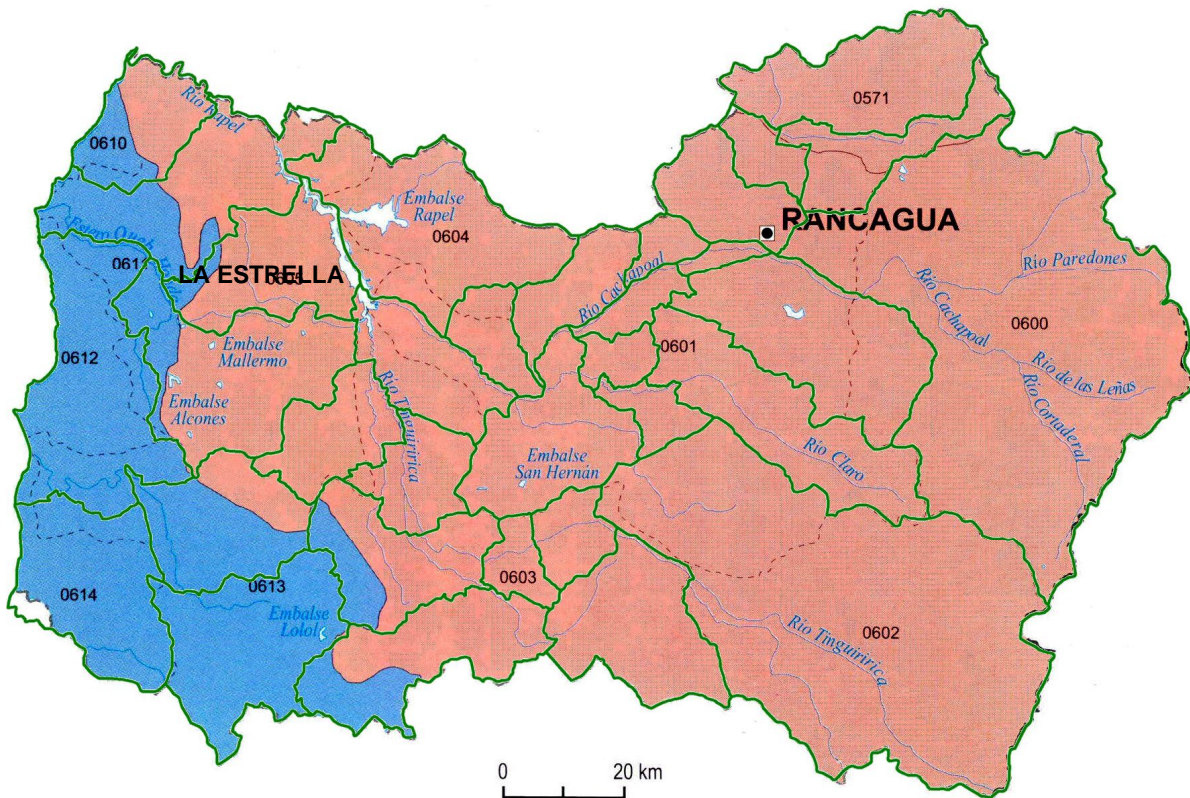 0571
Río Rapel
0610
Embalse
Rapel
RANCAGUA
0604
Río Paredones
LA ESTRELLA
Río Cachapoal
Río Cachapoal
0600
0612
Embalse
Mallermo
0601
Río de las Leñas
Embalse
Alcones
Río Tinguiririca
Río Cortaderal
Río Claro
Embalse
San Hernán
0603
0613
0614
Embalse
Lolol
0602
Río Tinguiririca
0
20 km